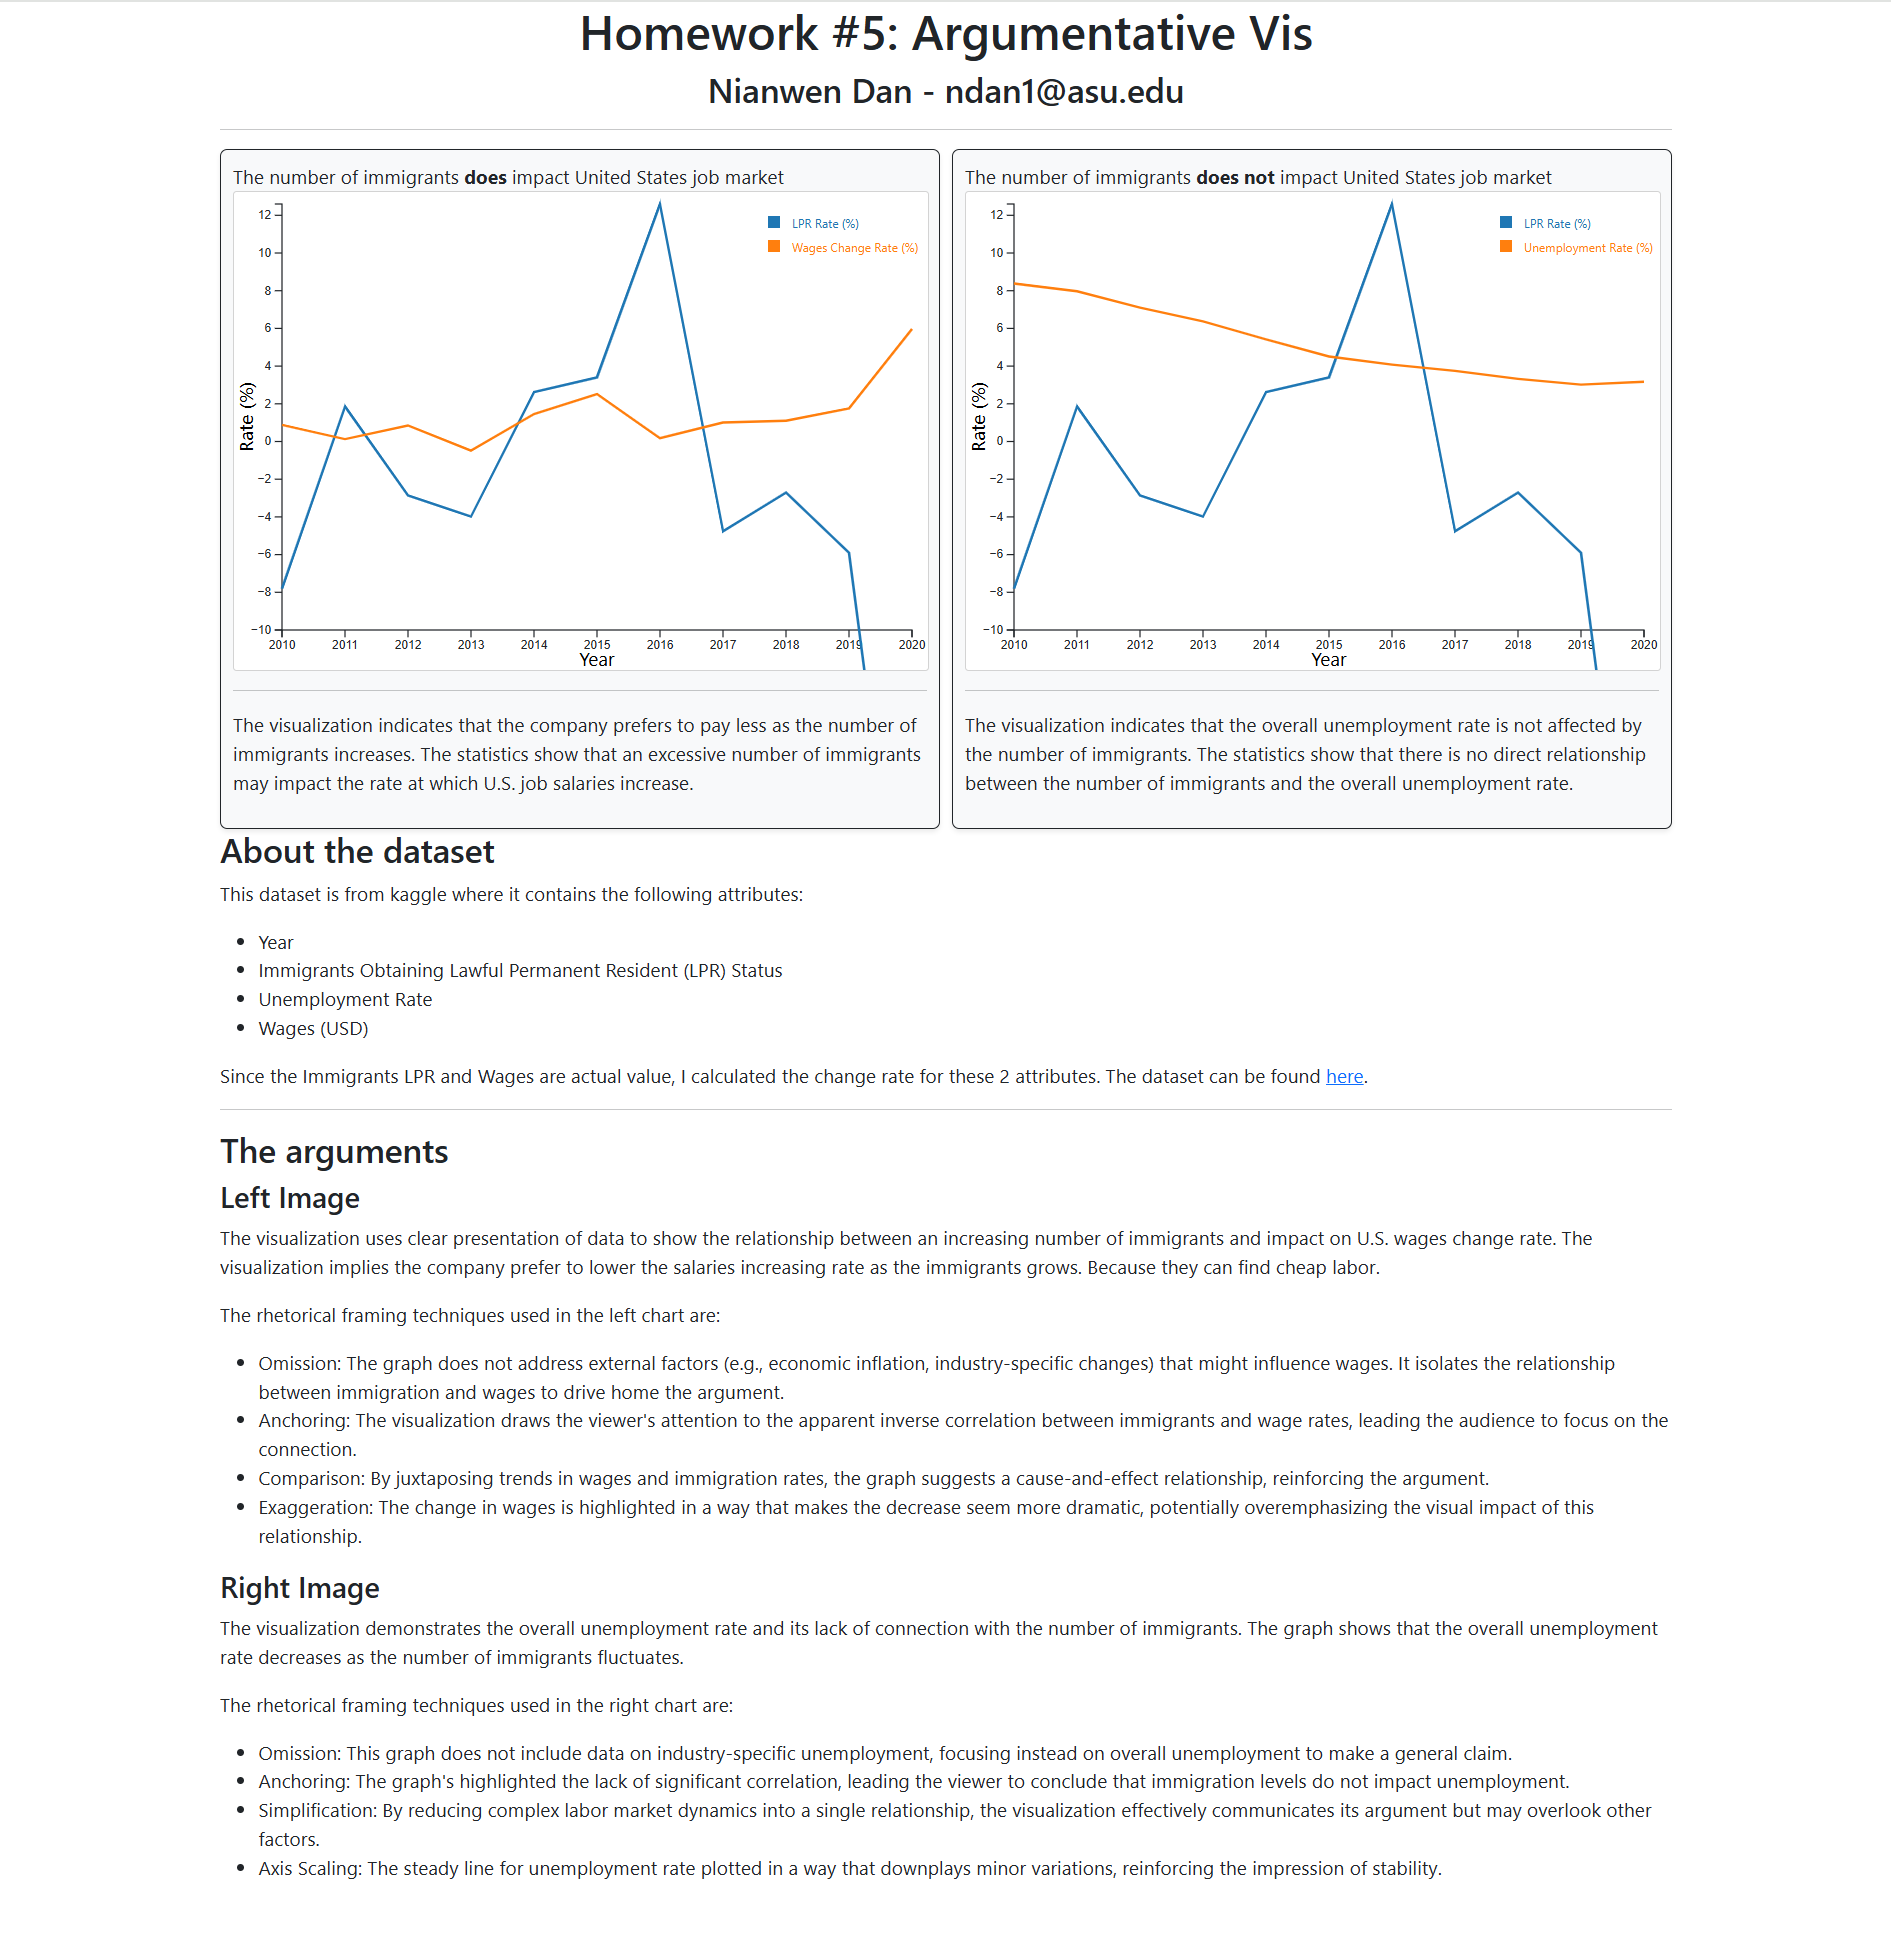 Homework #5: Argumentative Vis
Nianwen Dan - ndan1@asu.edu
The number of immigrants does impact United States job market
12
10
8
6
4
2
0
−2
−4
−6
−8
−10
Rate (%)
LPR Rate (%)
Wages Change Rate (%)
2010 2011 2012 2013 2014 2015 2016 2017 2018 2019 2020
Year
The visualization indicates that the company prefers to pay less as the number of
immigrants increases. The statistics show that an excessive number of immigrants
may impact the rate at which U.S. job salaries increase.
The number of immigrants does not impact United States job market
12
10
8
6
4
2
0
−2
−4
−6
−8
−10
Rate (%)
LPR Rate (%)
Unemployment Rate (%)
2010 2011 2012 2013 2014 2015 2016 2017 2018 2019 2020
Year
The visualization indicates that the overall unemployment rate is not affected by
the number of immigrants. The statistics show that there is no direct relationship
between the number of immigrants and the overall unemployment rate.
About the dataset
This dataset is from kaggle where it contains the following attributes:
• Year
• Immigrants Obtaining Lawful Permanent Resident (LPR) Status
• Unemployment Rate
• Wages (USD)
Since the Immigrants LPR and Wages are actual value, I calculated the change rate for these 2 attributes. The dataset can be found here.
The arguments
Left Image
The visualization uses clear presentation of data to show the relationship between an increasing number of immigrants and impact on U.S. wages change rate. The
visualization implies the company prefer to lower the salaries increasing rate as the immigrants grows. Because they can find cheap labor.
The rhetorical framing techniques used in the left chart are:
• Omission: The graph does not address external factors (e.g., economic inflation, industry-specific changes) that might influence wages. It isolates the relationship
between immigration and wages to drive home the argument.
• Anchoring: The visualization draws the viewer's attention to the apparent inverse correlation between immigrants and wage rates, leading the audience to focus on the
connection.
• Comparison: By juxtaposing trends in wages and immigration rates, the graph suggests a cause-and-effect relationship, reinforcing the argument.
• Exaggeration: The change in wages is highlighted in a way that makes the decrease seem more dramatic, potentially overemphasizing the visual impact of this
relationship.
Right Image
The visualization demonstrates the overall unemployment rate and its lack of connection with the number of immigrants. The graph shows that the overall unemployment
rate decreases as the number of immigrants fluctuates.
The rhetorical framing techniques used in the right chart are:
• Omission: This graph does not include data on industry-specific unemployment, focusing instead on overall unemployment to make a general claim.
• Anchoring: The graph's highlighted the lack of significant correlation, leading the viewer to conclude that immigration levels do not impact unemployment.
• Simplification: By reducing complex labor market dynamics into a single relationship, the visualization effectively communicates its argument but may overlook other
factors.
• Axis Scaling: The steady line for unemployment rate plotted in a way that downplays minor variations, reinforcing the impression of stability.